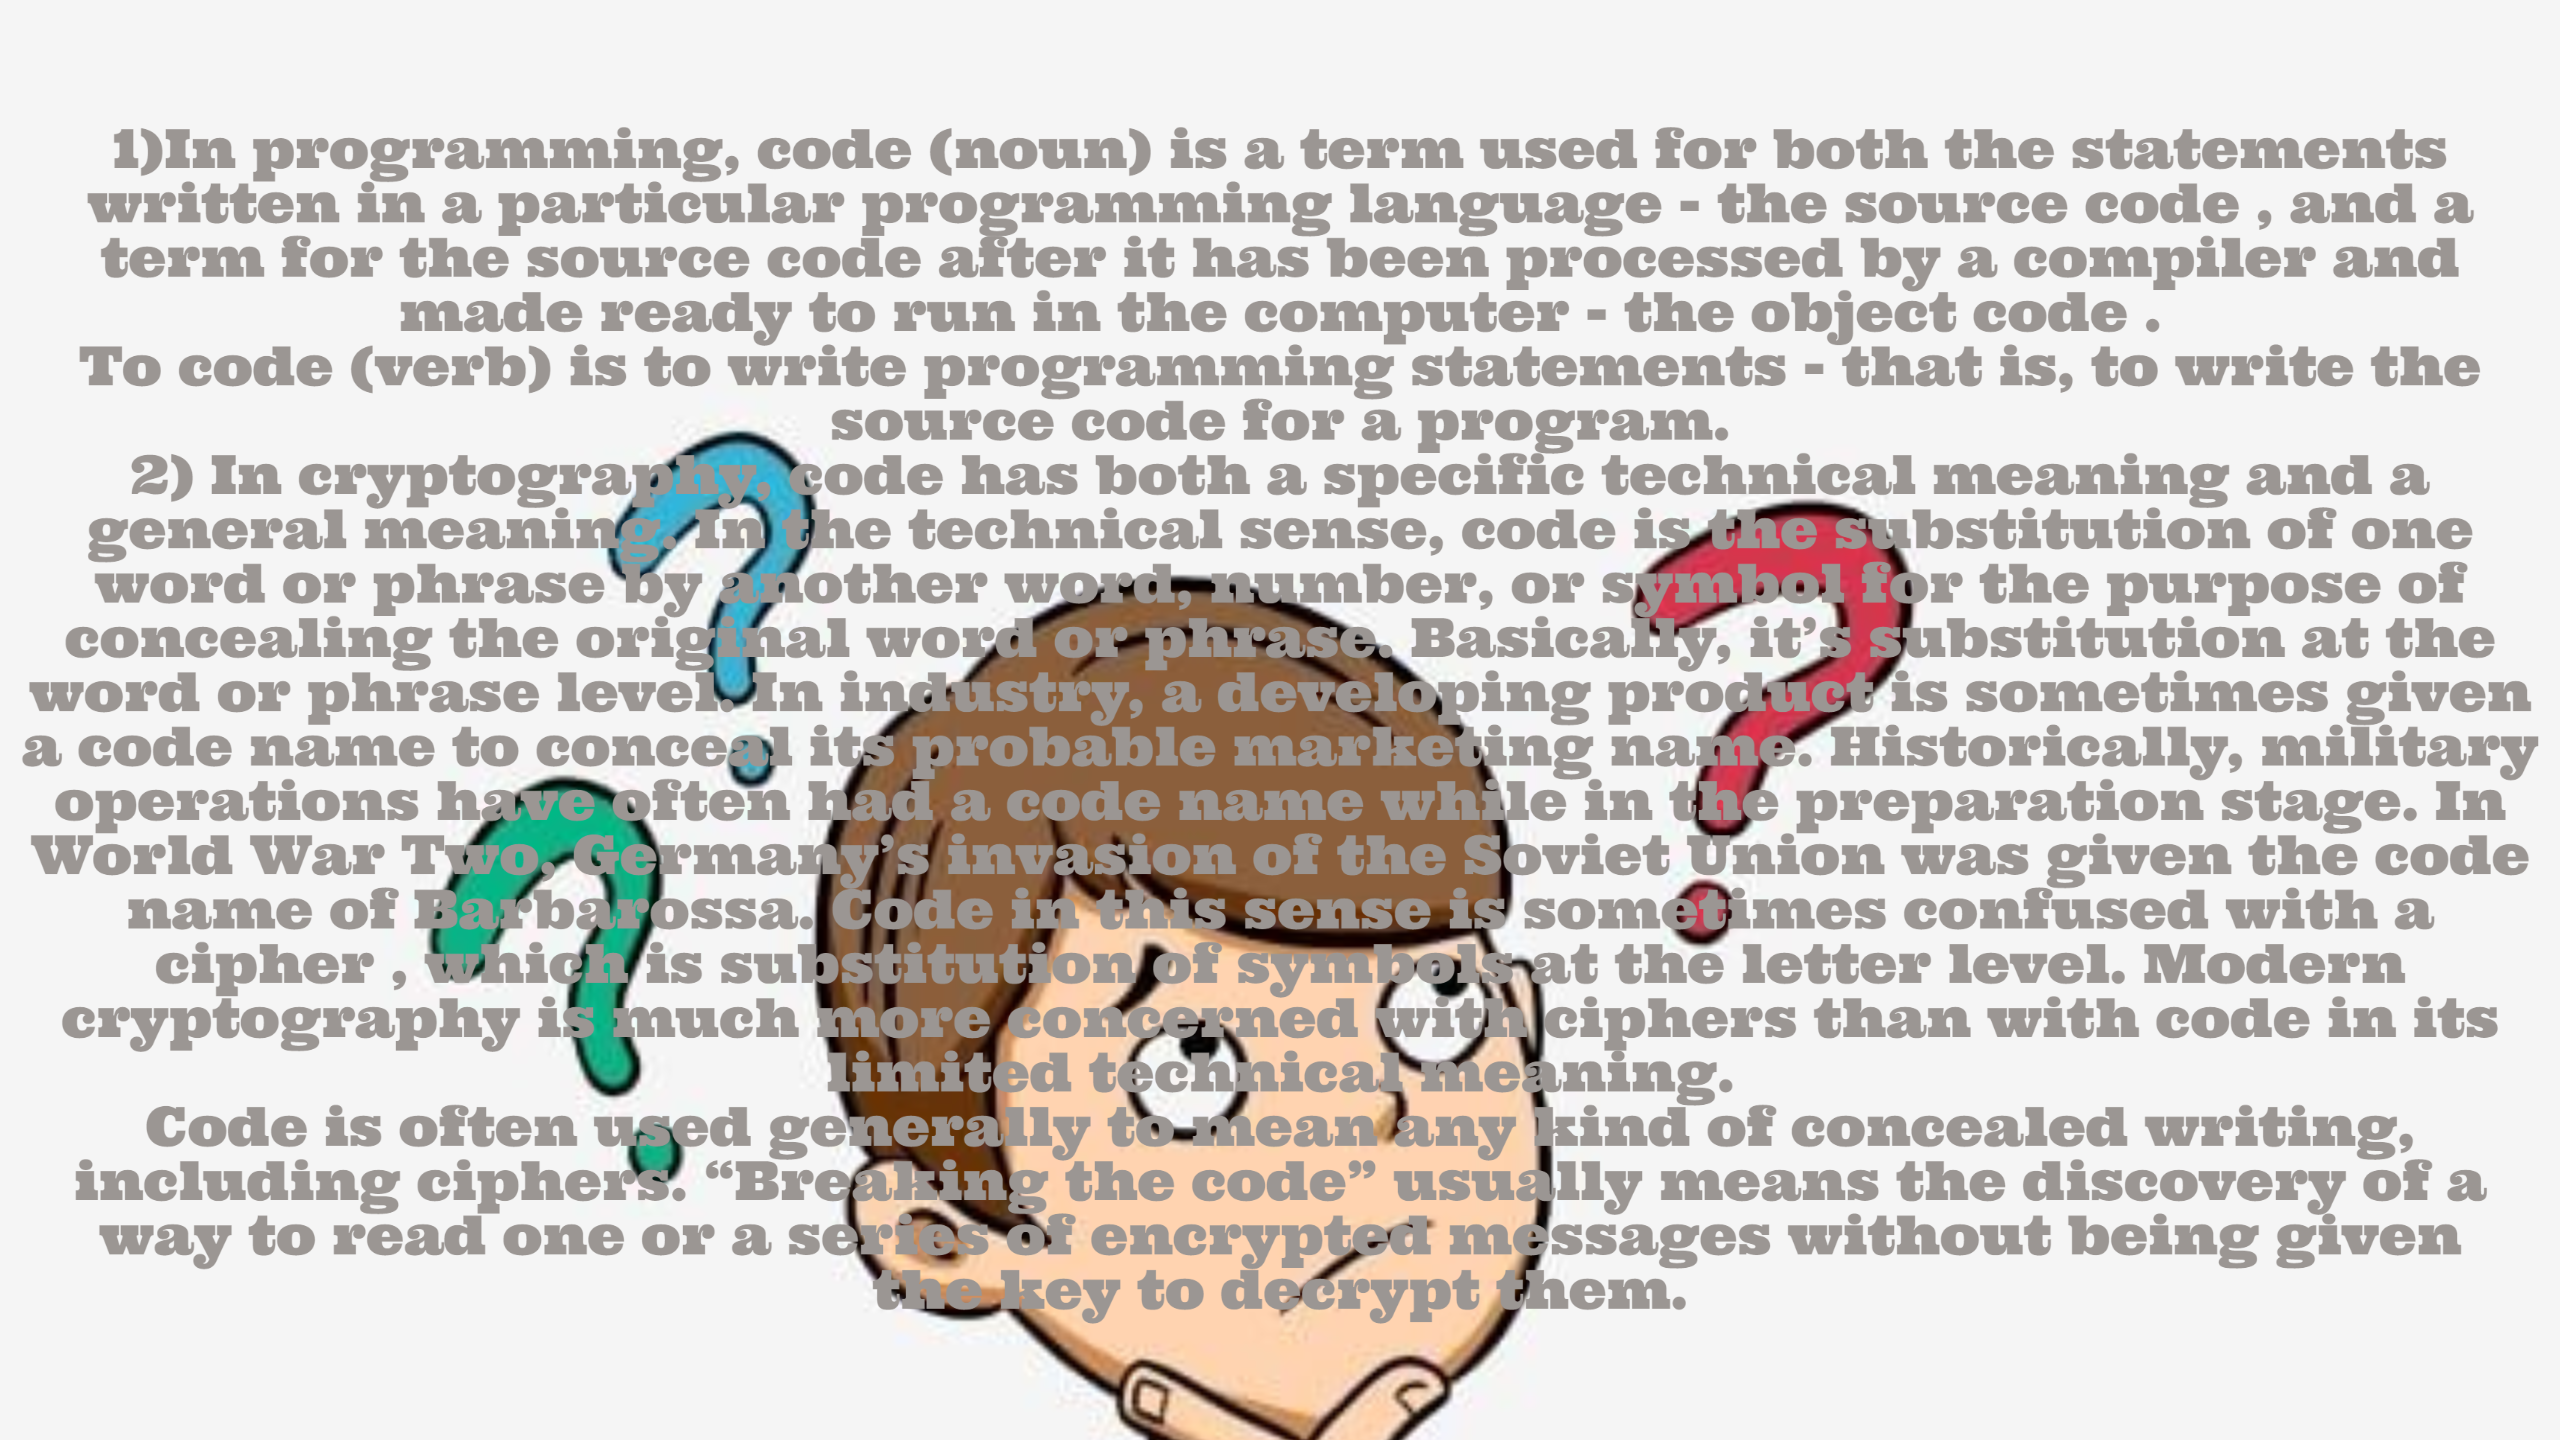 1)In programming, code (noun) is a term used for both the statements
written in a particular programming language - the source code , and a
term for the source code after it has been processed by a compiler and
made ready to run in the computer - the object code .
To code (verb) is to write programming statements - that is, to write the
source code for a program.
2) In cryptography, code has both a specific technical meaning and a
general meaning. In the technical sense, code is the substitution of one
word or phrase by another word, number, or symbol for the purpose of
concealing the original word or phrase. Basically, it’s substitution at the
word or phrase level. In industry, a developing product is sometimes given
a code name to conceal its probable marketing name. Historically, military
operations have often had a code name while in the preparation stage. In
World War Two, Germany’s invasion of the Soviet Union was given the code
name of Barbarossa. Code in this sense is sometimes confused with a
cipher , which is substitution of symbols at the letter level. Modern
cryptography is much more concerned with ciphers than with code in its
limited technical meaning.
Code is often used generally to mean any kind of concealed writing,
including ciphers. “Breaking the code” usually means the discovery of a
way to read one or a series of encrypted messages without being given
the key to decrypt them.